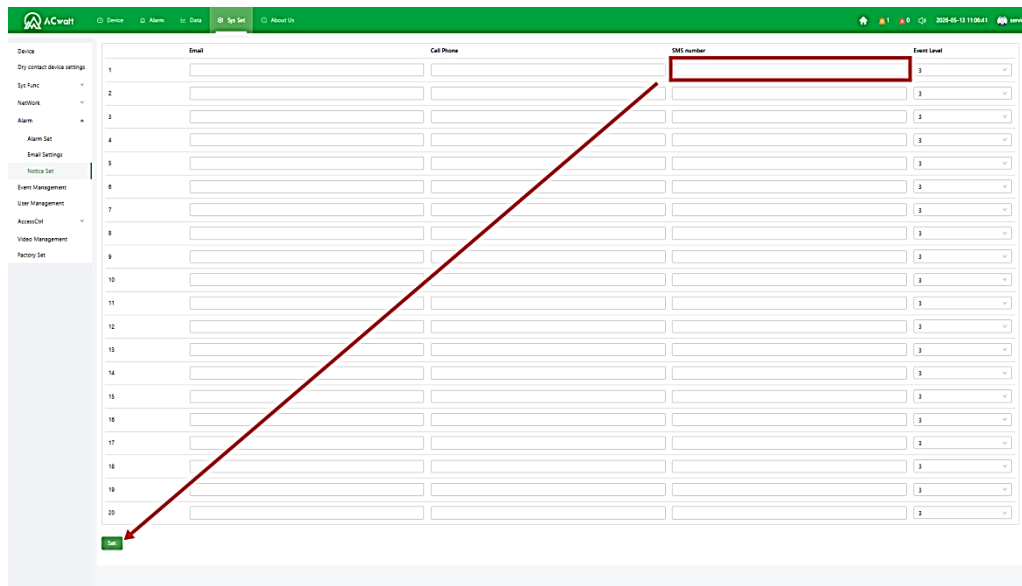 ACwatt Device Alarm Data Sys Set About Us 1 0 2026-05-13 11:06:41 servi
Device
Dry contact device settings
Sys Func
NetWork
Alarm
Alarm Set
Email Settings
Notice Set
Event Management
User Management
AccessCtrl
Video Management
Factory Set
Email Cell Phone SMS number Event Level
1 3
2 3
3 3
4 3
5 3
6 3
7 3
8 3
9 3
10 3
11 3
12 3
13 3
14 3
15 3
16 3
17 3
18 3
19 3
20 3
Set